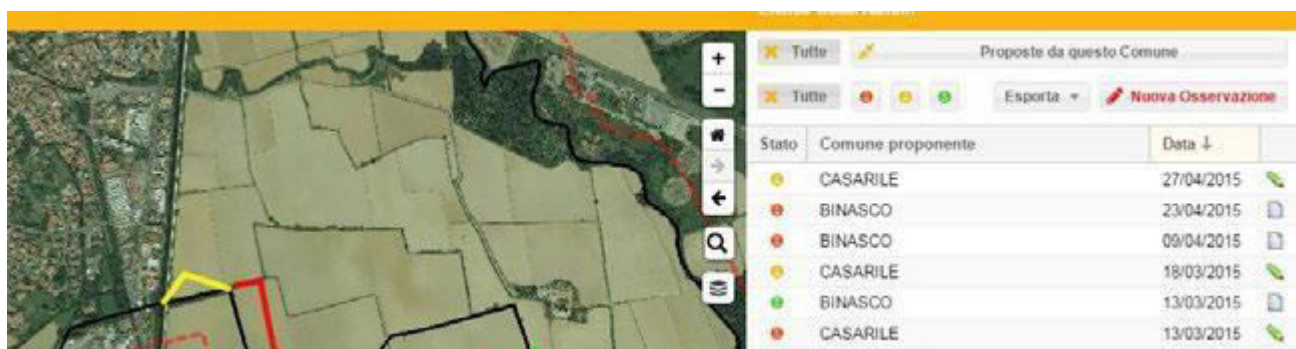 Tutte Proposte da questo Comune
Tutte Esporta Nuova Osservazione
Stato Comune proponente Data
CASARILE 27/04/2015
BINASCO 23/04/2015
BINASCO 09/04/2015
CASARILE 18/03/2015
BINASCO 13/03/2015
CASARILE 13/03/2015